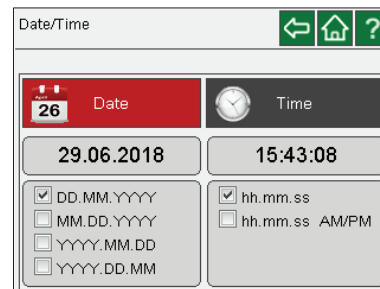 Date/Time
?
April
26
Date
Time
29.06.2018
15:43:08
DD.MM.YYYY
MM.DD.YYYY
YYYY.MM.DD
YYYY.DD.MM
hh.mm.ss
hh.mm.ss AM/PM